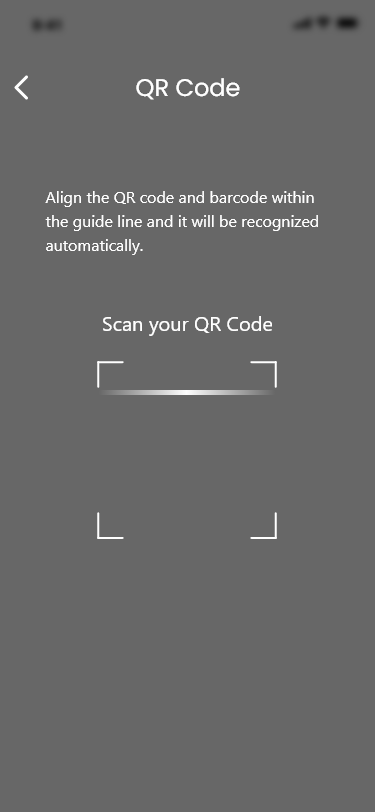 QR Code
Align the QR code and barcode within
the guide line and it will be recognized
automatically.
Scan your QR Code